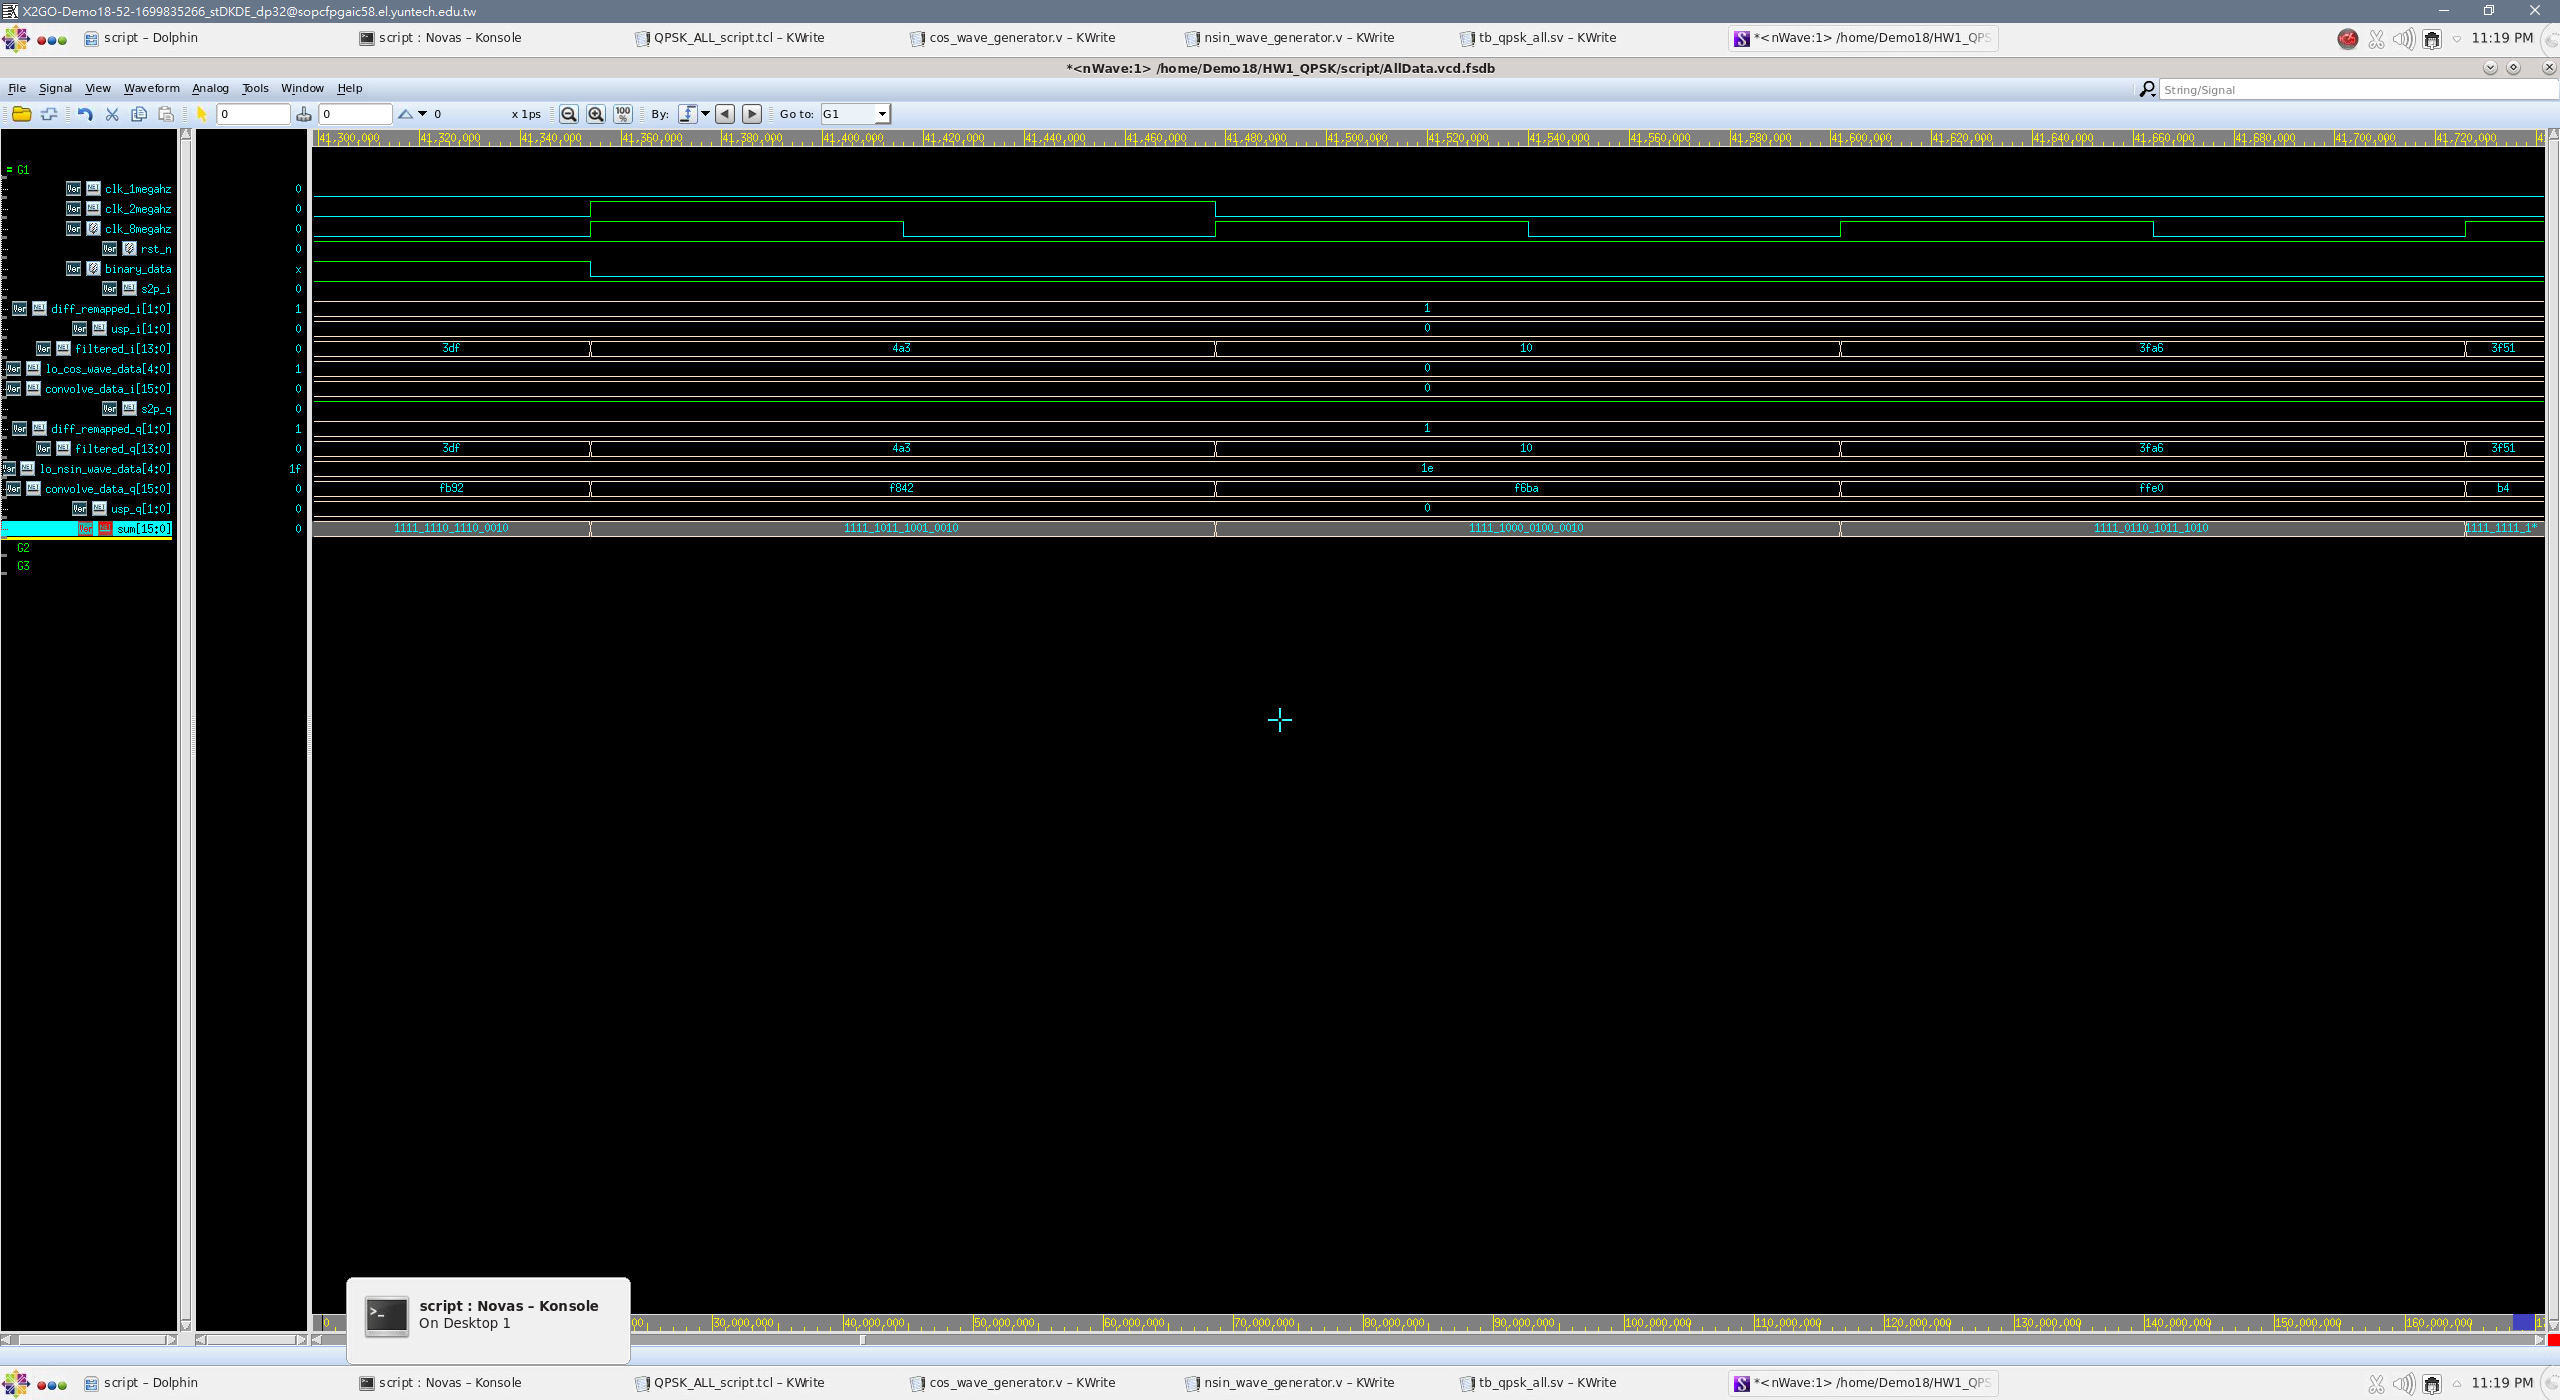 X2GO-Demo18-52-1699835266_stDKDE_dp32@sopcfpgaic58.el.yuntech.edu.tw
script – Dolphin
script : Novas – Konsole
QPSK_ALL_script.tcl – KWrite
cos_wave_generator.v – KWrite
nsin_wave_generator.v – KWrite
tb_qpsk_all.sv – KWrite
*<nWave:1> /home/Demo18/HW1_QPS
11:19 PM
*<nWave:1> /home/Demo18/HW1_QPSK/script/AllData.vcd.fsdb
File Signal View Waveform Analog Tools Window Help
String/Signal
0 0 0 x 1ps 100 % By: Go to: G1
41,300,000 41,320,000 41,340,000 41,360,000 41,380,000 41,400,000 41,420,000 41,440,000 41,460,000 41,480,000 41,500,000 41,520,000 41,540,000 41,560,000 41,580,000 41,600,000 41,620,000 41,640,000 41,660,000 41,680,000 41,700,000 41,720,000
= G1
clk_1megahz 0
clk_2megahz 0
clk_8megahz 0
rst_n 0
binary_data x
s2p_i 0
diff_remapped_i[1:0] 1 1
usp_i[1:0] 0 0
filtered_i[13:0] 0 3df 4a3 10 3fa6 3f51
lo_cos_wave_data[4:0] 1 0
convolve_data_i[15:0] 0 0
s2p_q 0
diff_remapped_q[1:0] 1 1
filtered_q[13:0] 0 3df 4a3 10 3fa6 3f51
lo_nsin_wave_data[4:0] 1f 1e
convolve_data_q[15:0] 0 fb92 f842 f6ba ffe0 b4
usp_q[1:0] 0 0
sum[15:0] 0 1111_1110_1110_0010 1111_1011_1001_0010 1111_1000_0100_0010 1111_0110_1011_1010 1111_1111_1*
G2
G3
script : Novas – Konsole
On Desktop 1
0 00 30,000,000 40,000,000 50,000,000 60,000,000 70,000,000 80,000,000 90,000,000 100,000,000 110,000,000 120,000,000 130,000,000 140,000,000 150,000,000 160,000,000
script – Dolphin
script : Novas – Konsole
QPSK_ALL_script.tcl – KWrite
cos_wave_generator.v – KWrite
nsin_wave_generator.v – KWrite
tb_qpsk_all.sv – KWrite
*<nWave:1> /home/Demo18/HW1_QPS
11:19 PM